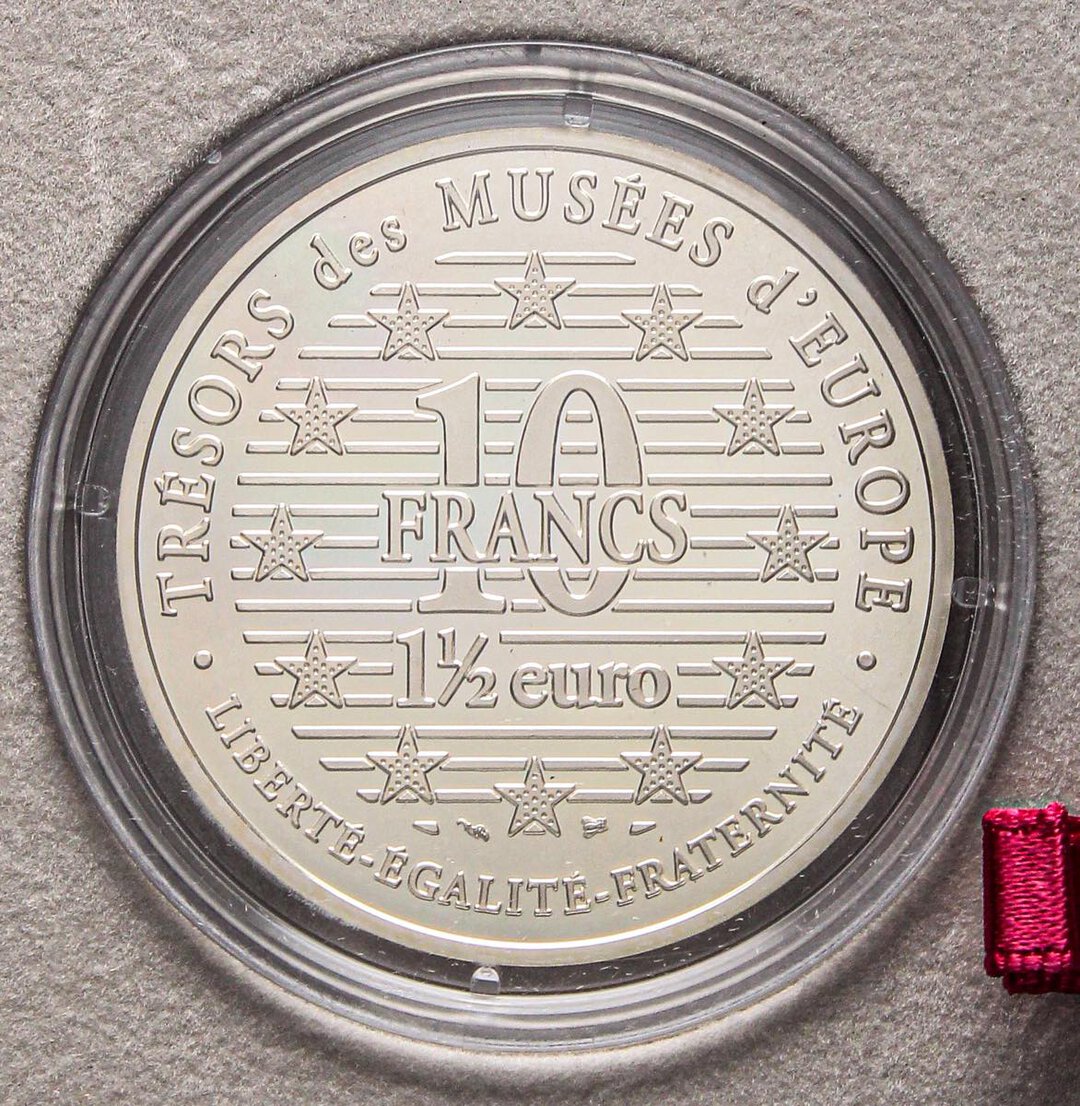 TRÉSORS des MUSÉES d'EUROPE
10
FRANCS
1½ euro
• LIBERTÉ-ÉGALITÉ-FRATERNITÉ •